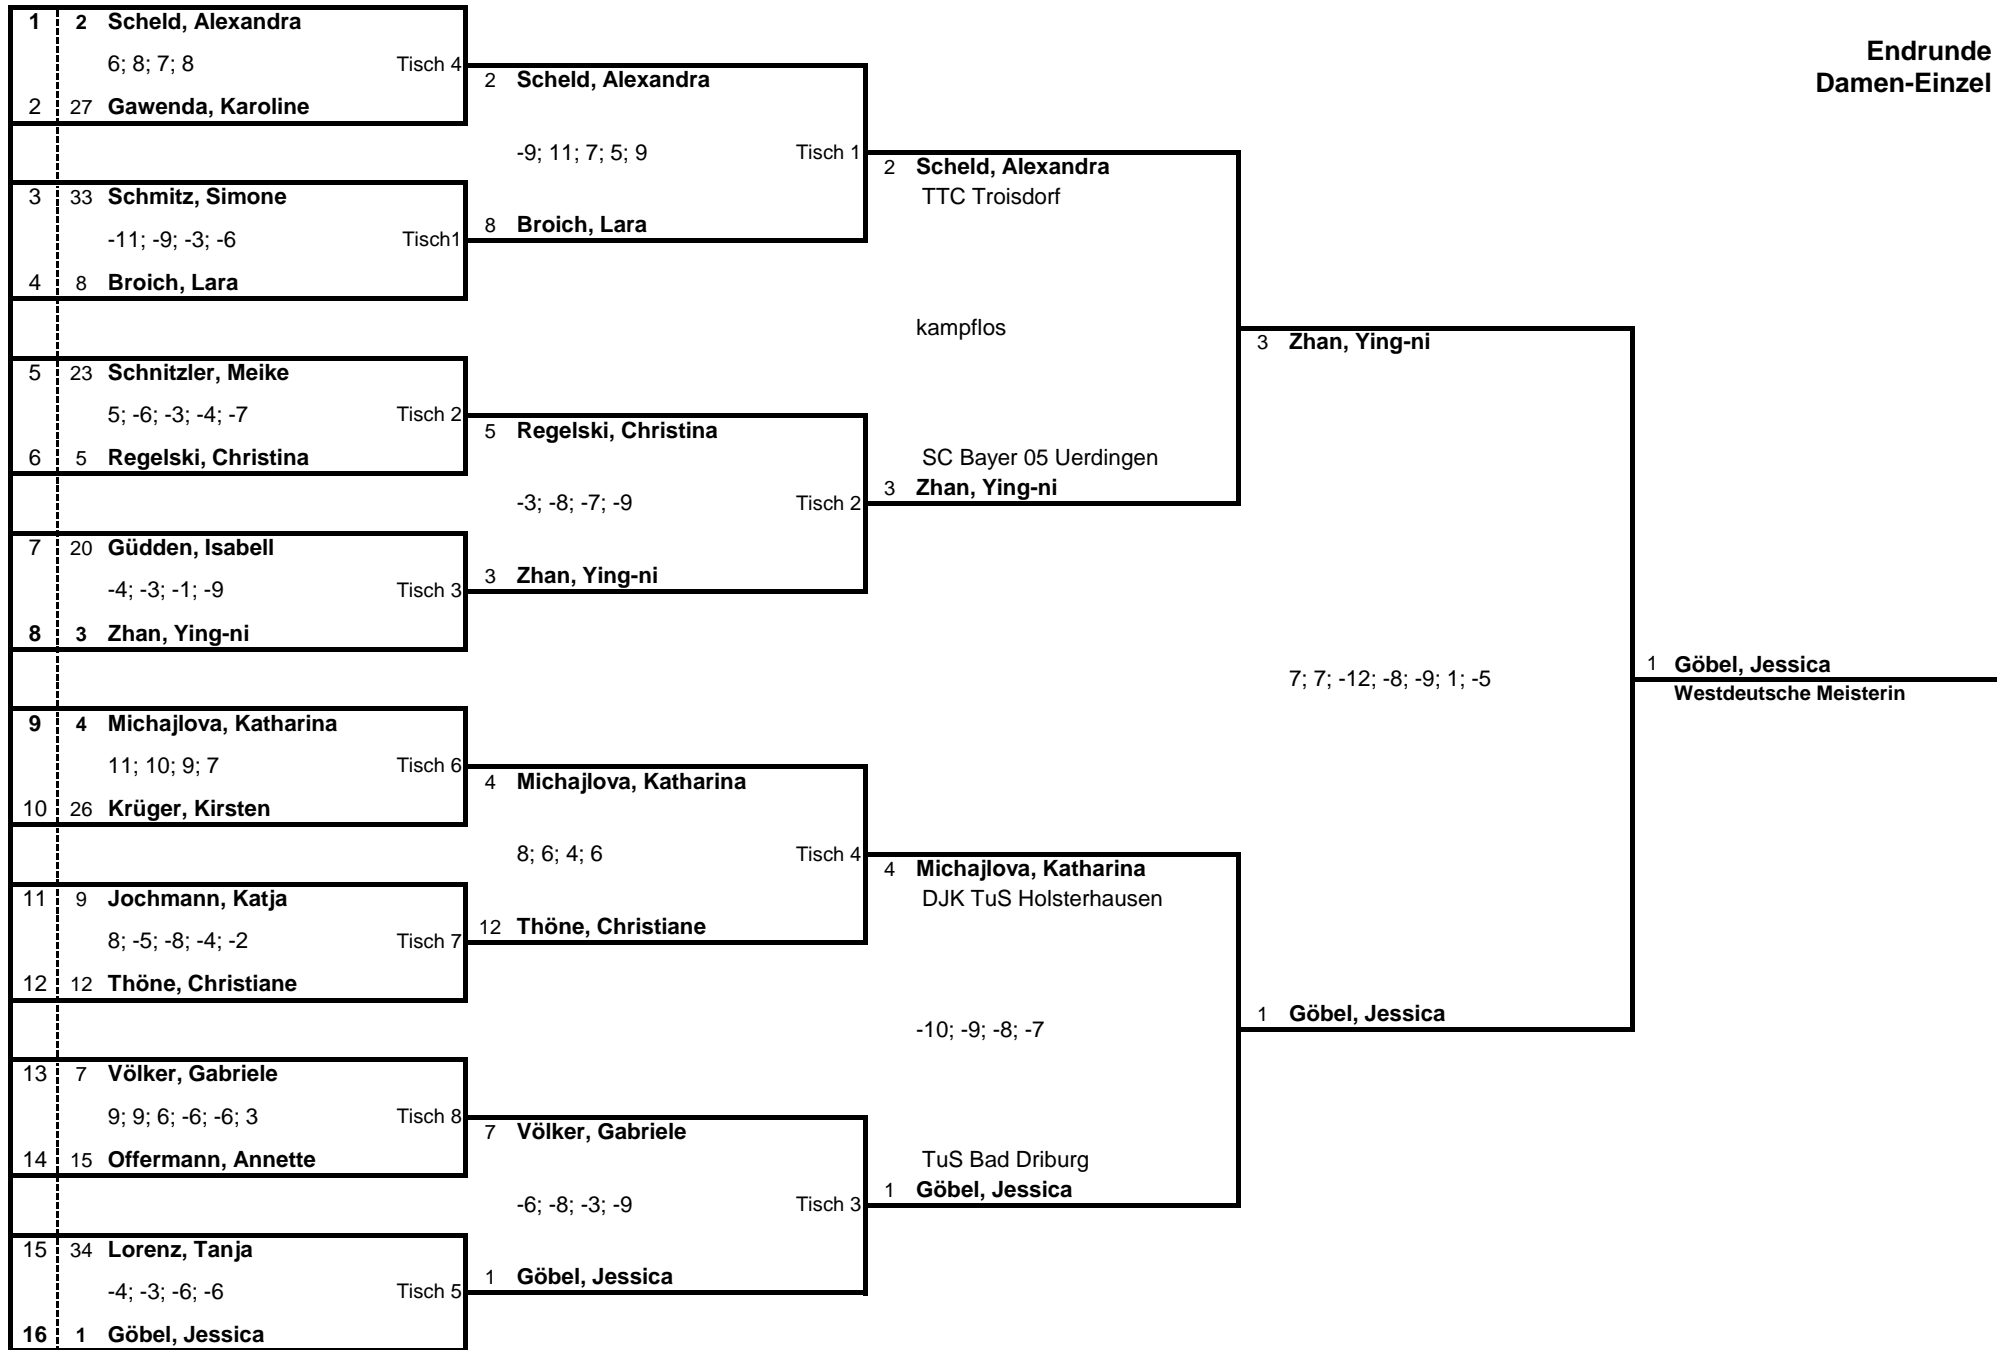 Endrunde
Damen-Einzel
1 2 Scheld, Alexandra
6; 8; 7; 8 Tisch 4
2 27 Gawenda, Karoline
3 33 Schmitz, Simone
-11; -9; -3; -6 Tisch1
4 8 Broich, Lara
5 23 Schnitzler, Meike
5; -6; -3; -4; -7 Tisch 2
6 5 Regelski, Christina
7 20 Güdden, Isabell
-4; -3; -1; -9 Tisch 3
8 3 Zhan, Ying-ni
9 4 Michajlova, Katharina
11; 10; 9; 7 Tisch 6
10 26 Krüger, Kirsten
11 9 Jochmann, Katja
8; -5; -8; -4; -2 Tisch 7
12 12 Thöne, Christiane
13 7 Völker, Gabriele
9; 9; 6; -6; -6; 3 Tisch 8
14 15 Offermann, Annette
15 34 Lorenz, Tanja
-4; -3; -6; -6 Tisch 5
16 1 Göbel, Jessica
2 Scheld, Alexandra
-9; 11; 7; 5; 9 Tisch 1
8 Broich, Lara
5 Regelski, Christina
-3; -8; -7; -9 Tisch 2
3 Zhan, Ying-ni
4 Michajlova, Katharina
8; 6; 4; 6 Tisch 4
12 Thöne, Christiane
7 Völker, Gabriele
-6; -8; -3; -9 Tisch 3
1 Göbel, Jessica
2 Scheld, Alexandra
TTC Troisdorf
kampflos
SC Bayer 05 Uerdingen
3 Zhan, Ying-ni
4 Michajlova, Katharina
DJK TuS Holsterhausen
-10; -9; -8; -7
TuS Bad Driburg
1 Göbel, Jessica
3 Zhan, Ying-ni
7; 7; -12; -8; -9; 1; -5
1 Göbel, Jessica
1 Göbel, Jessica
Westdeutsche Meisterin